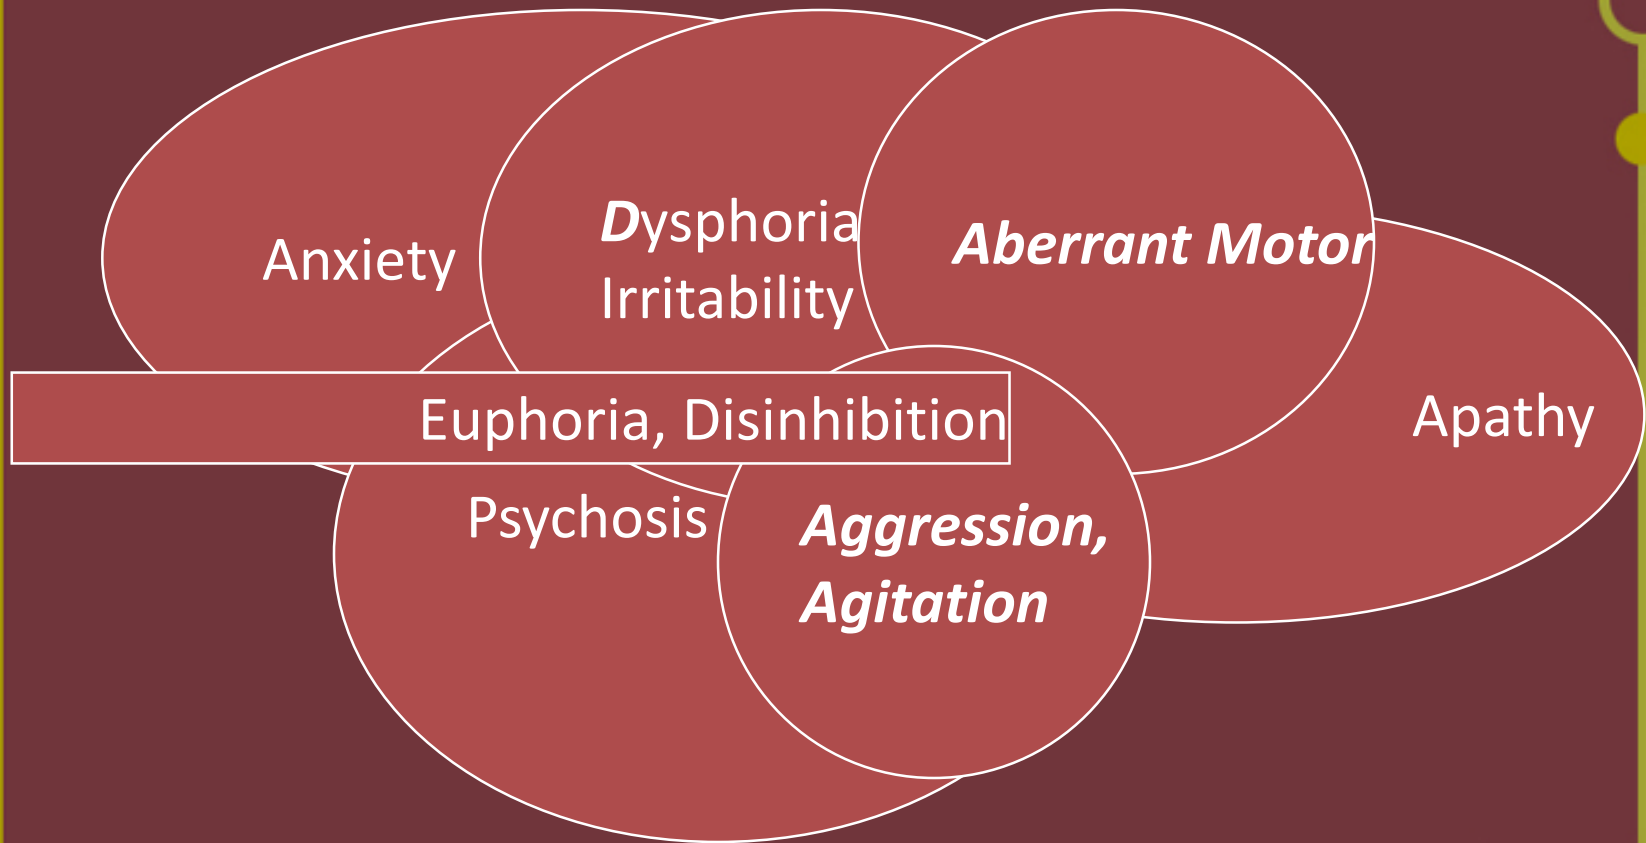 Anxiety
Dysphoria
Irritability
Aberrant Motor
Euphoria, Disinhibition
Apathy
Psychosis
Aggression,
Agitation